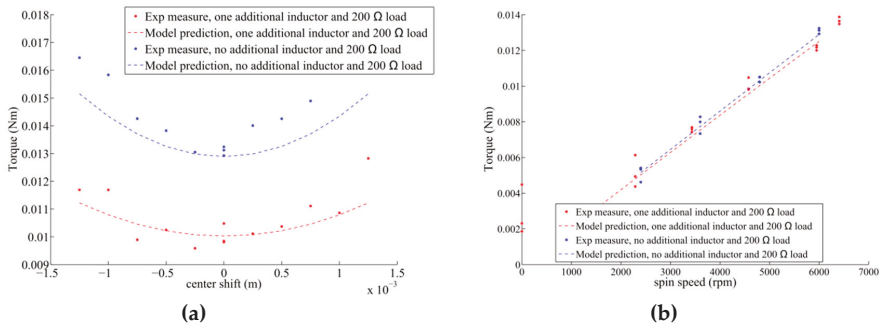 0.018
0.017
0.016
0.015
0.014
0.013
0.012
0.011
0.01
0.009
Torque (Nm)
−1.5
−1
−0.5
0
0.5
1
1.5
center shift (m)
x 10⁻³
Exp measure, one additional inductor and 200 Ω load
Model prediction, one additional inductor and 200 Ω load
Exp measure, no additional inductor and 200 Ω load
Model prediction, no additional inductor and 200 Ω load
(a)
0.014
0.012
0.01
0.008
0.006
0.004
0.002
0
Torque (Nm)
0
1000
2000
3000
4000
5000
6000
7000
spin speed (rpm)
Exp measure, one additional inductor and 200 Ω load
Model prediction, one additional inductor and 200 Ω load
Exp measure, no additional inductor and 200 Ω load
Model prediction, no additional inductor and 200 Ω load
(b)